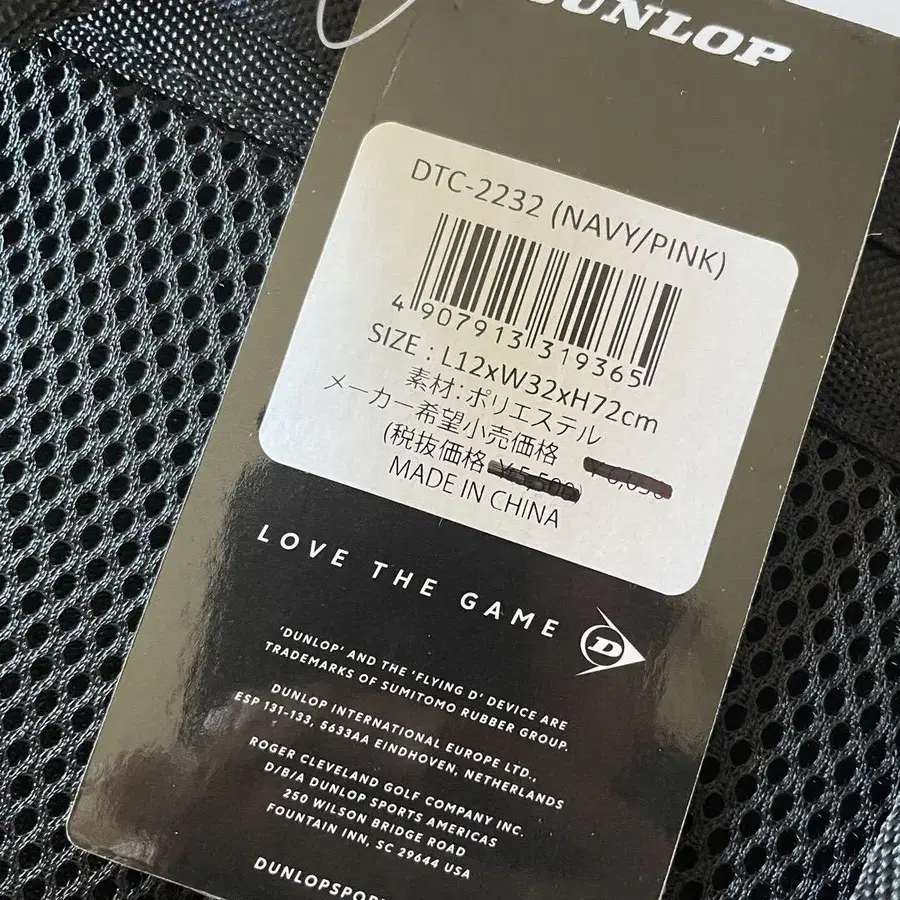 DUNLOP
DTC-2232 (NAVY/PINK)
4 907913 319365
SIZE : L12xW32xH72cm
素材:ポリエステル
メーカー希望小売価格
(税抜価格 ¥5,500)
MADE IN CHINA
LOVE THE GAME
D
'DUNLOP' AND THE 'FLYING D' DEVICE ARE
TRADEMARKS OF SUMITOMO RUBBER GROUP.
DUNLOP INTERNATIONAL EUROPE LTD.,
ESP 131-133, 5633AA EINDHOVEN, NETHERLANDS
ROGER CLEVELAND GOLF COMPANY INC.
D/B/A DUNLOP SPORTS AMERICAS
250 WILSON BRIDGE ROAD
FOUNTAIN INN, SC 29644 USA
DUNLOPSPOR